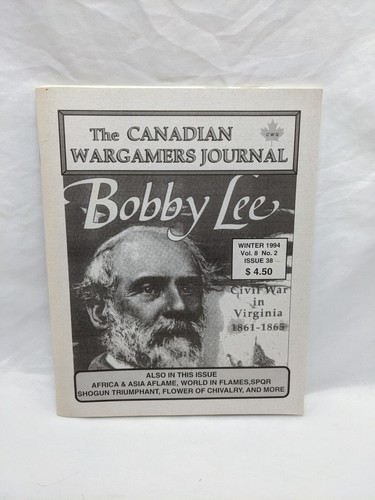 The CANADIAN
WARGAMERS JOURNAL
CWG
Bobby Lee
WINTER 1994
Vol. 8 No. 2
ISSUE 38
$ 4.50
Civil War
in
Virginia
1861-1865
ALSO IN THIS ISSUE
AFRICA & ASIA AFLAME, WORLD IN FLAMES,SPQR
SHOGUN TRIUMPHANT, FLOWER OF CHIVALRY, AND MORE